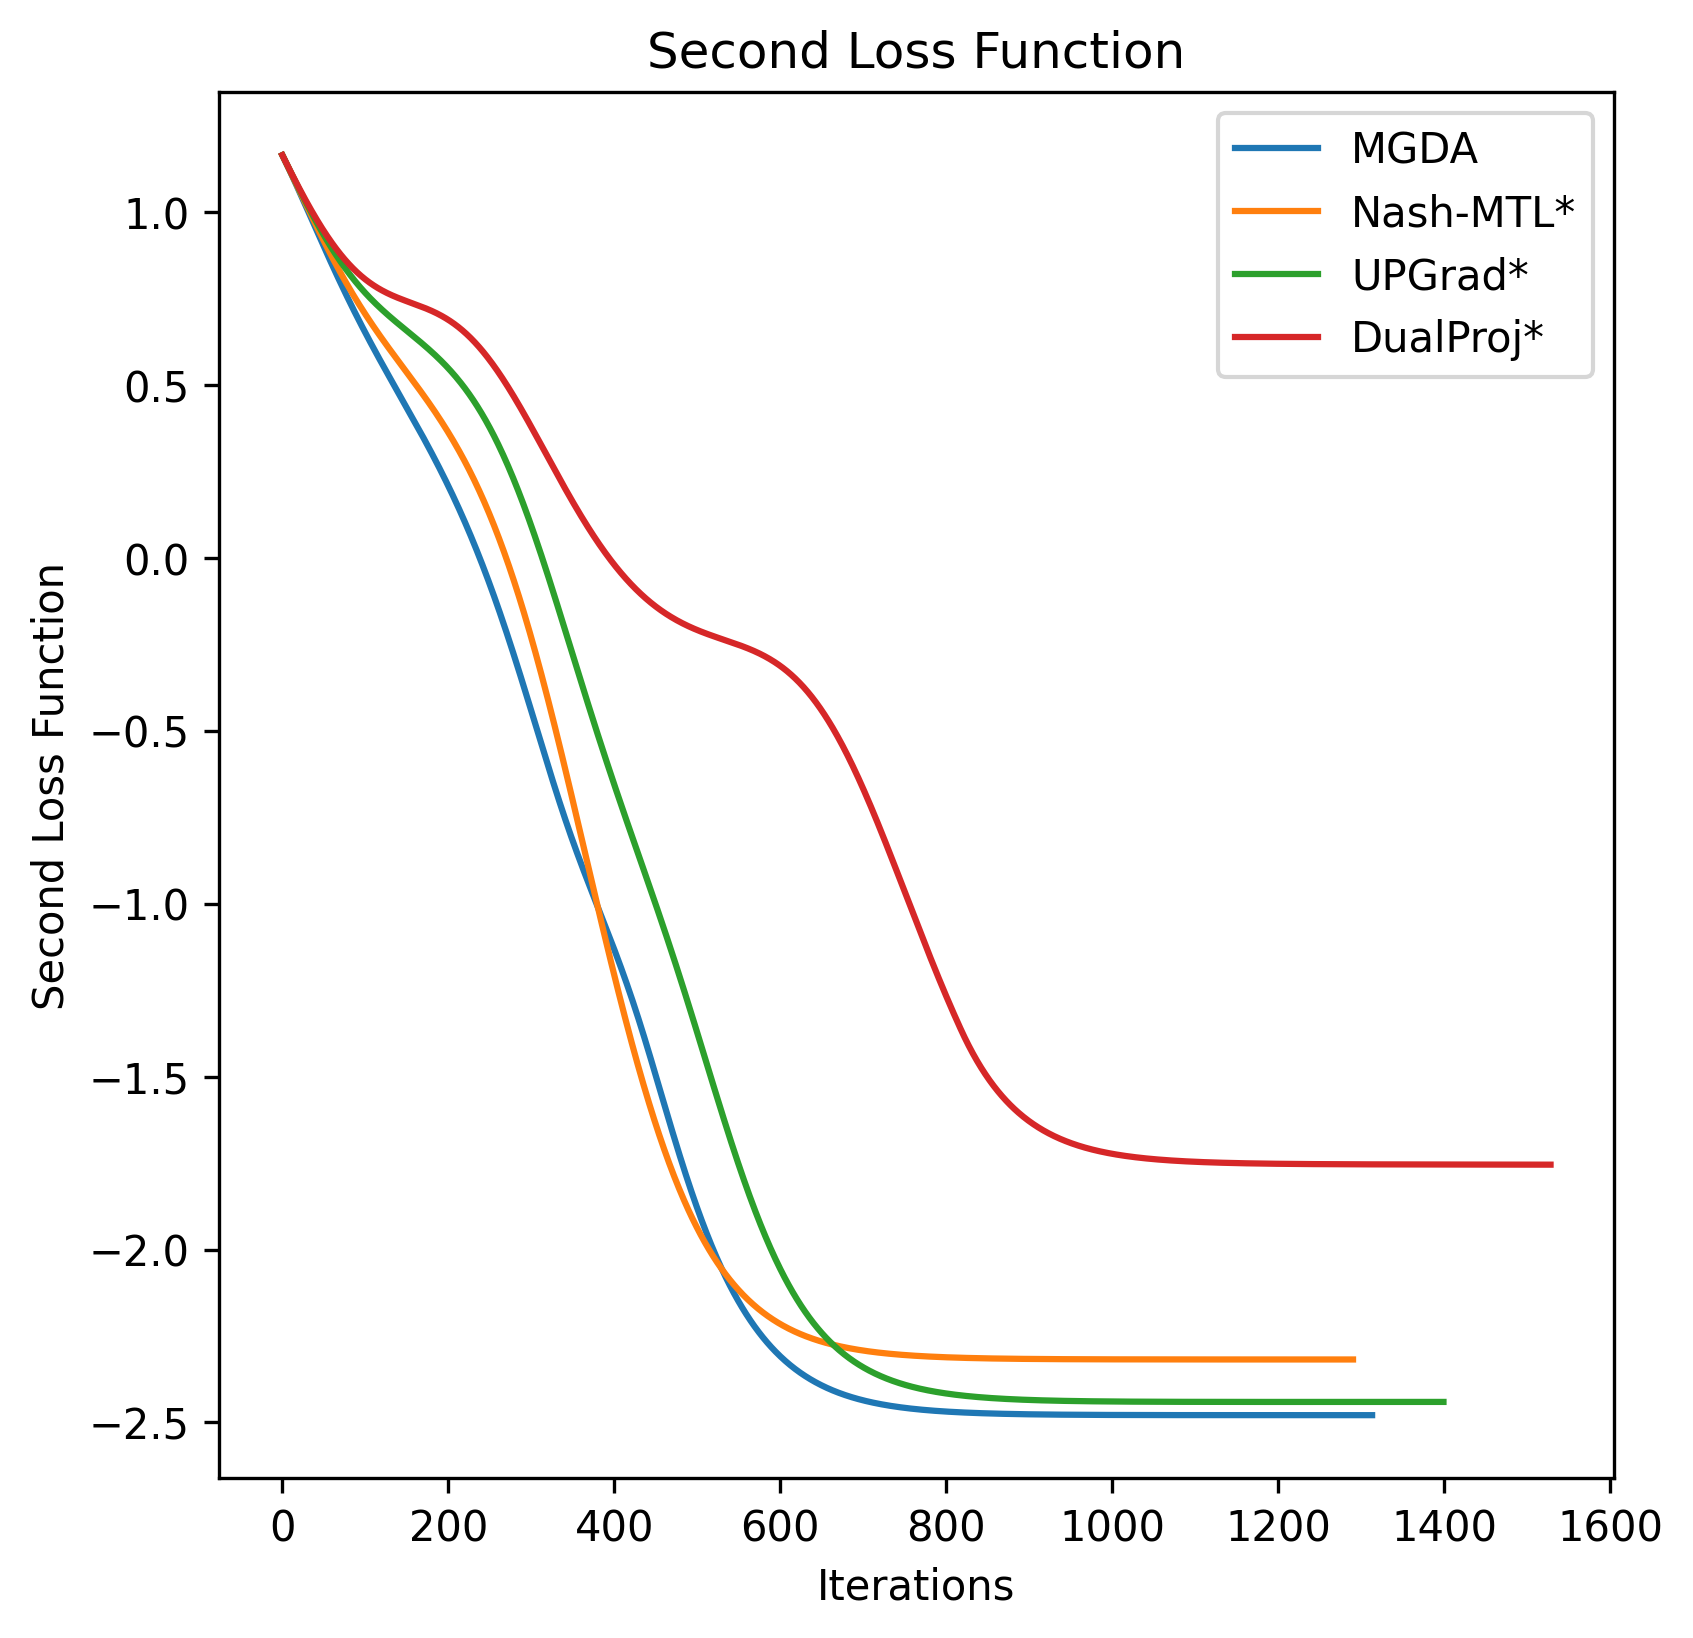 Second Loss Function
MGDA
Nash-MTL*
UPGrad*
DualProj*
Second Loss Function
1.0
0.5
0.0
−0.5
−1.0
−1.5
−2.0
−2.5
0 200 400 600 800 1000 1200 1400 1600
Iterations